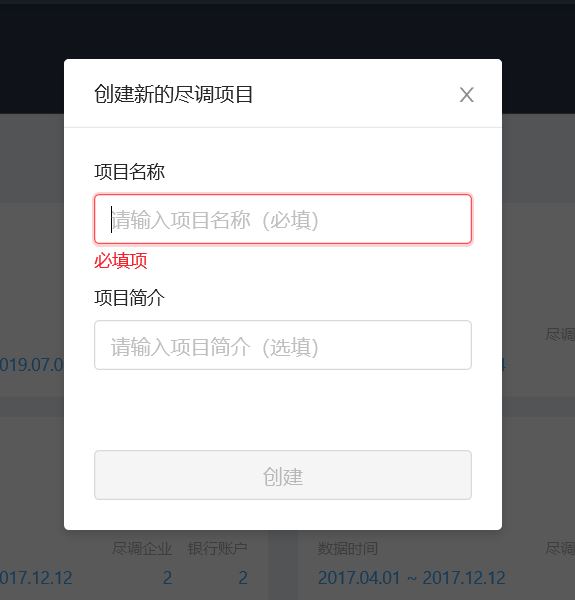 创建新的尽调项目
项目名称
请输入项目名称（必填）
必填项
项目简介
尽调
请输入项目简介（选填）
019.07.0
4
创建
尽调企业 银行账户 数据时间 尽调
017.12.12 2 2 2017.04.01 ~ 2017.12.12